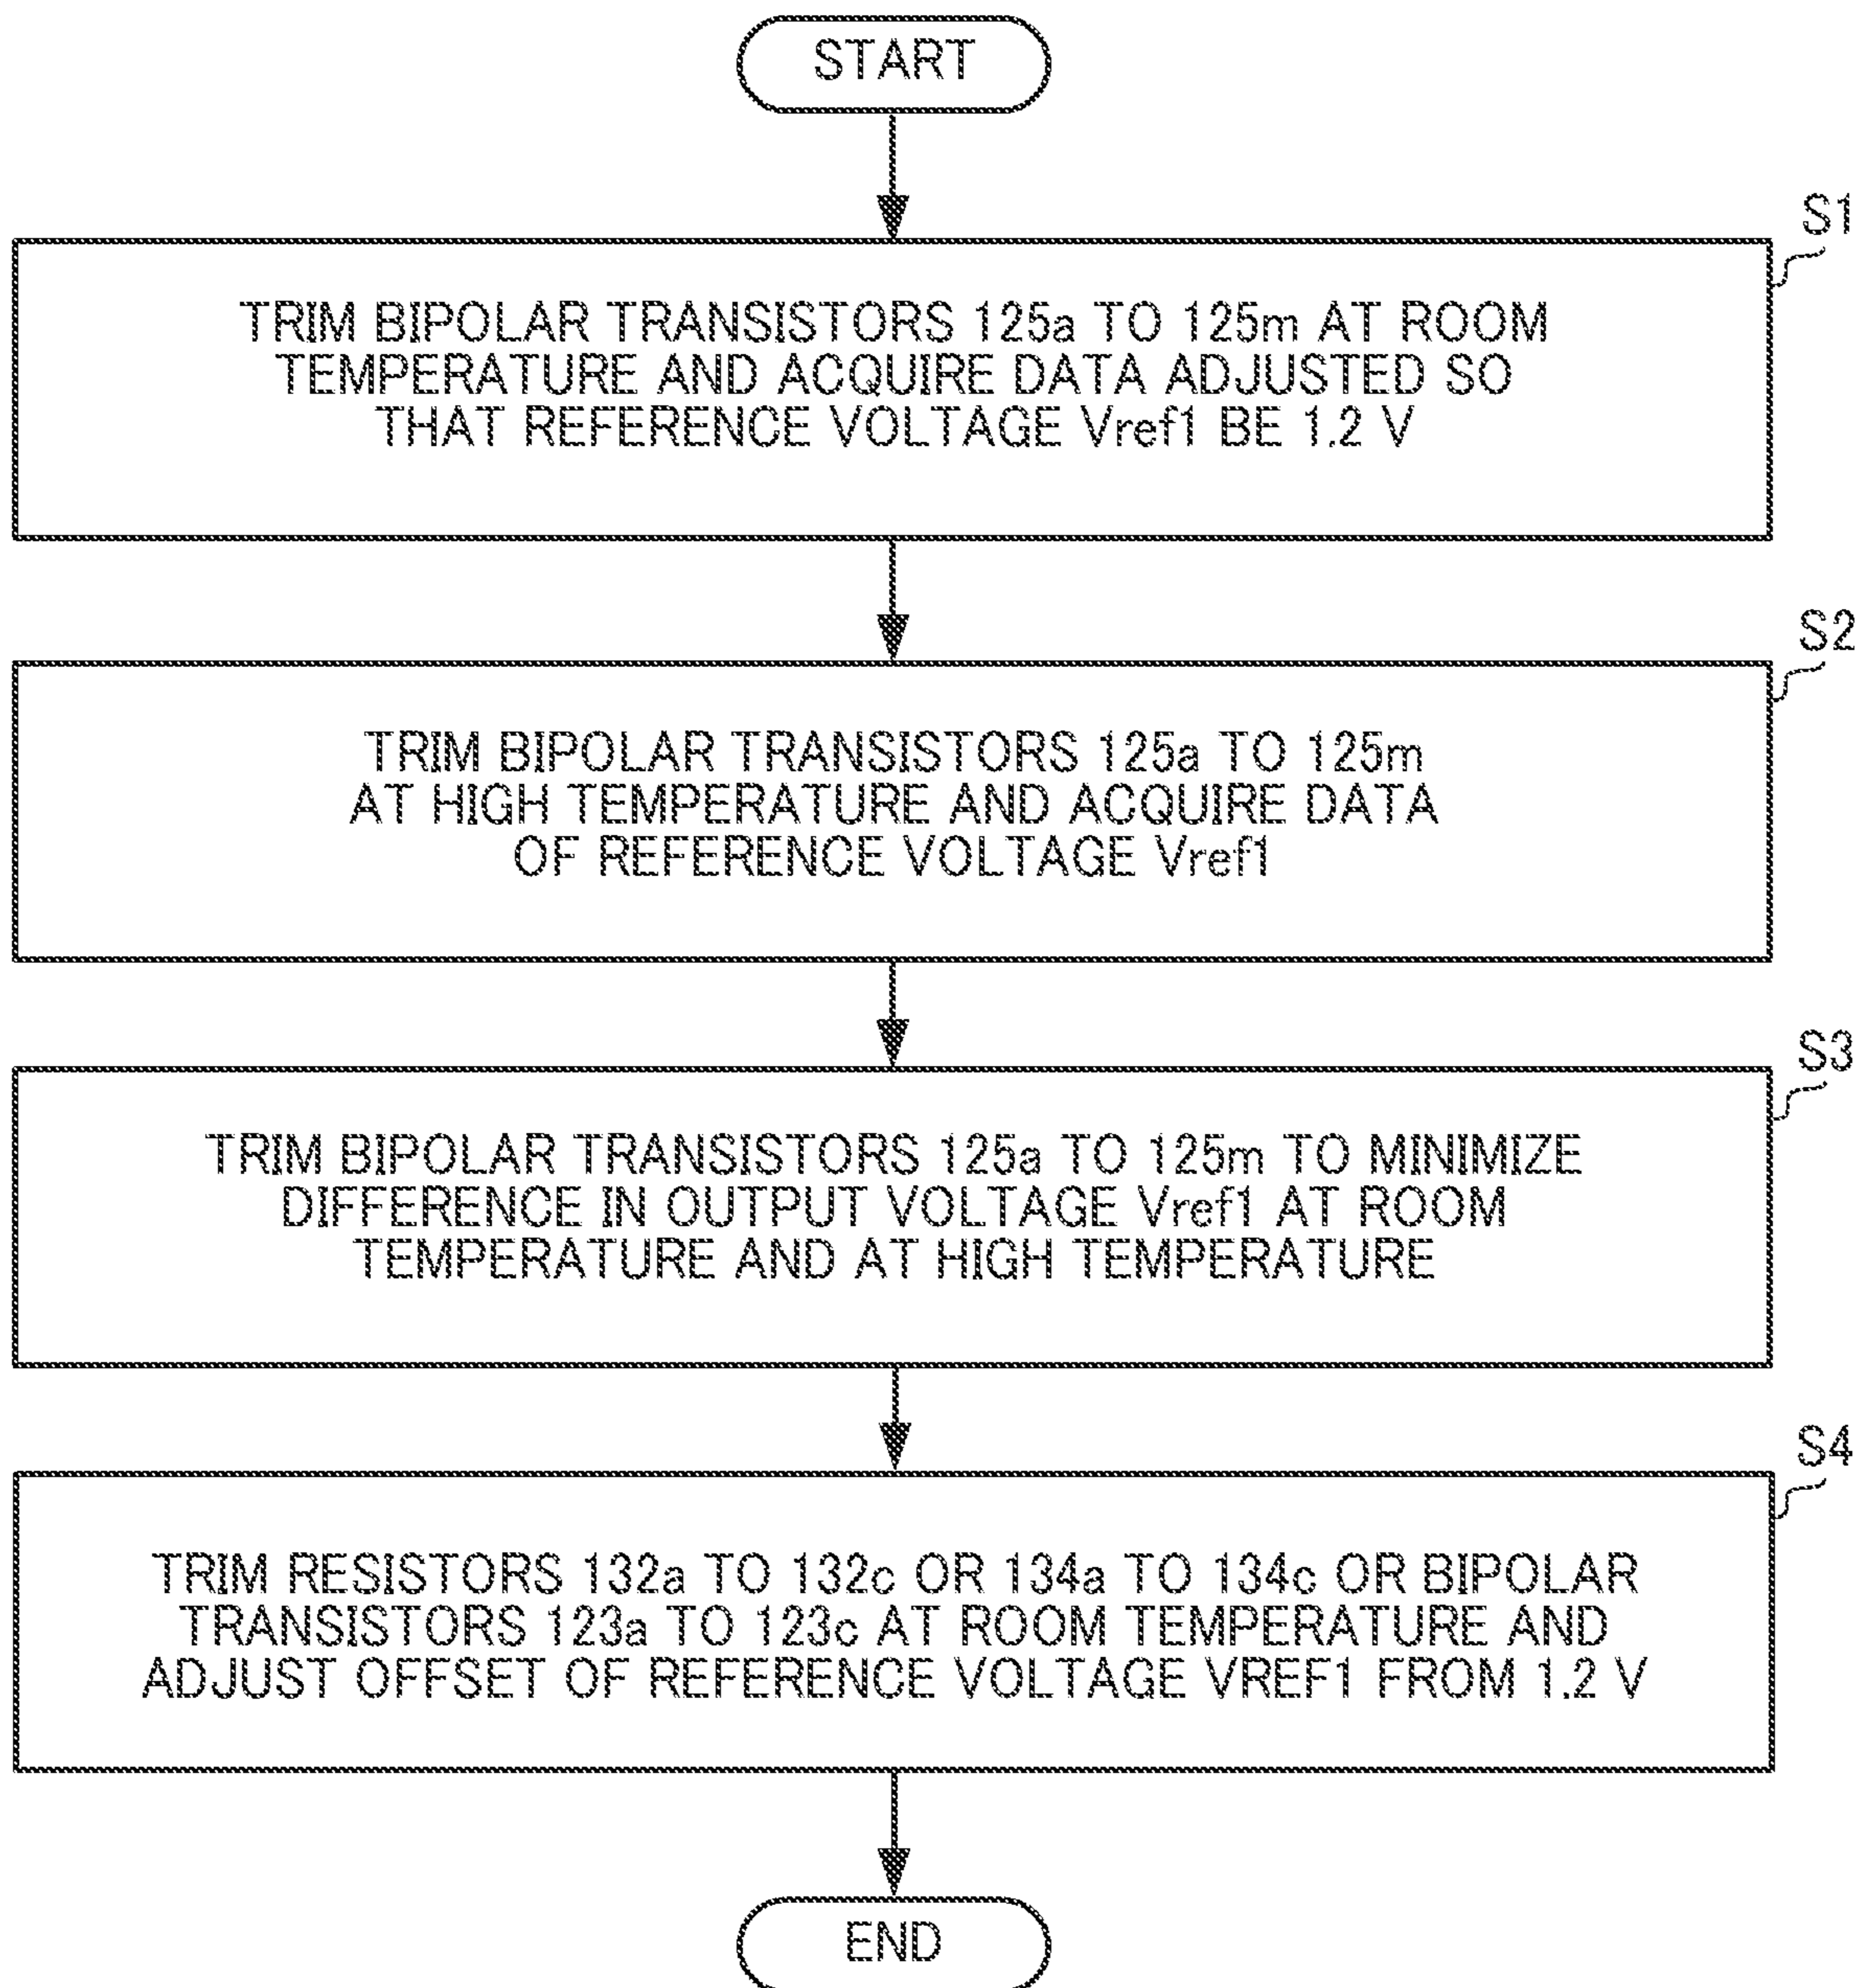 START
S1
TRIM BIPOLAR TRANSISTORS 125a TO 125m AT ROOM
TEMPERATURE AND ACQUIRE DATA ADJUSTED SO
THAT REFERENCE VOLTAGE Vref1 BE 1.2 V
S2
TRIM BIPOLAR TRANSISTORS 125a TO 125m
AT HIGH TEMPERATURE AND ACQUIRE DATA
OF REFERENCE VOLTAGE Vref1
S3
TRIM BIPOLAR TRANSISTORS 125a TO 125m TO MINIMIZE
DIFFERENCE IN OUTPUT VOLTAGE Vref1 AT ROOM
TEMPERATURE AND AT HIGH TEMPERATURE
S4
TRIM RESISTORS 132a TO 132c OR 134a TO 134c OR BIPOLAR
TRANSISTORS 123a TO 123c AT ROOM TEMPERATURE AND
ADJUST OFFSET OF REFERENCE VOLTAGE VREF1 FROM 1.2 V
END